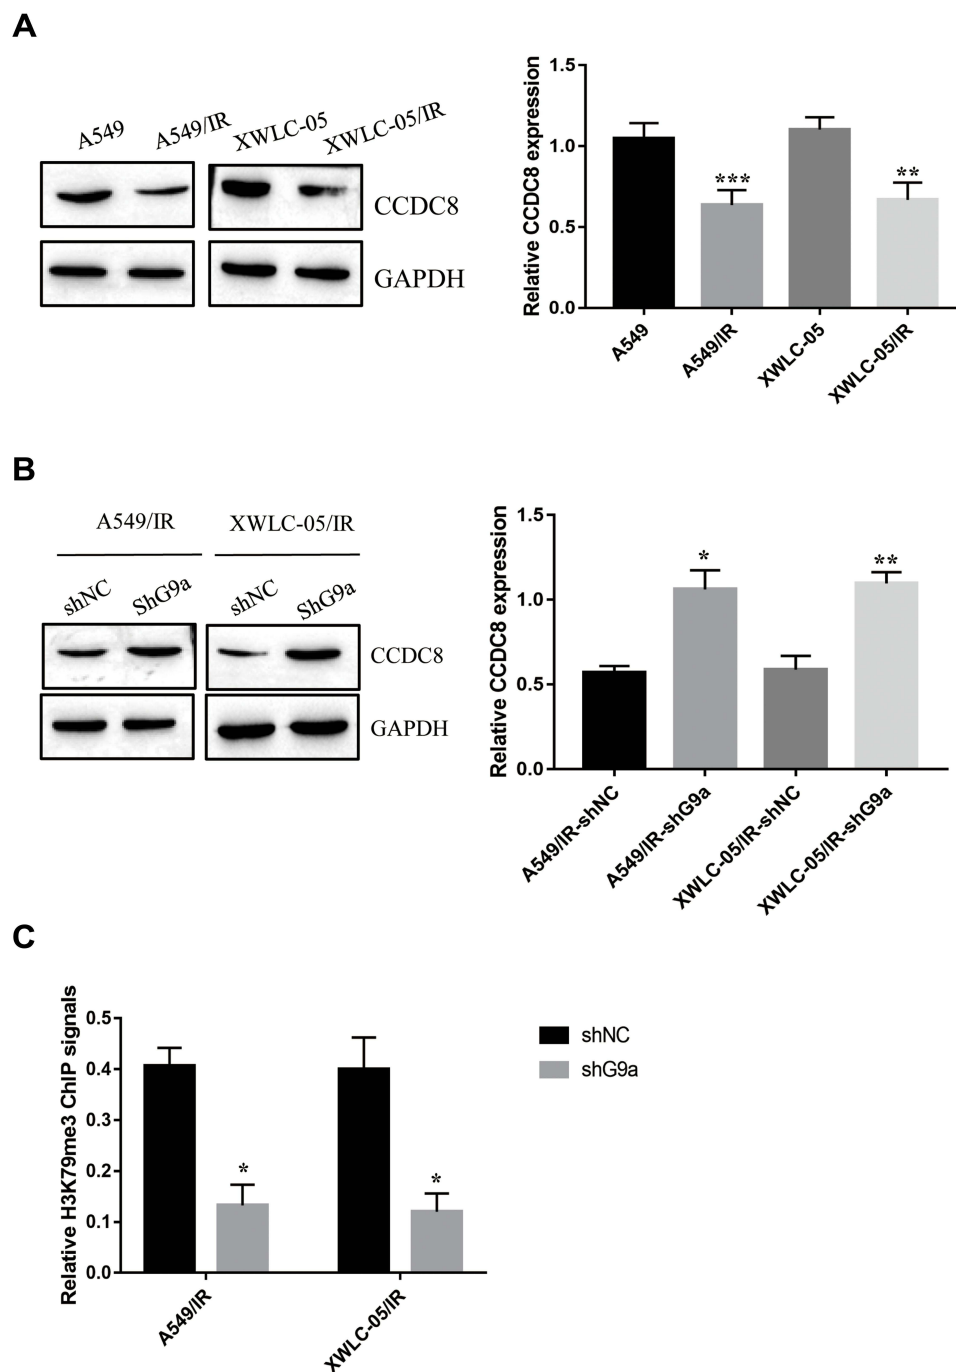 A
A549
A549/IR
XWLC-05
XWLC-05/IR
CCDC8
GAPDH
Relative CCDC8 expression
1.5
1.0
0.5
0.0
***
**
A549
A549/IR
XWLC-05
XWLC-05/IR
B
A549/IR
XWLC-05/IR
shNC
ShG9a
shNC
ShG9a
CCDC8
GAPDH
Relative CCDC8 expression
1.5
1.0
0.5
0.0
*
**
A549/IR-shNC
A549/IR-shG9a
XWLC-05/IR-shNC
XWLC-05/IR-shG9a
C
Relative H3K79me3 ChIP signals
0.5
0.4
0.3
0.2
0.1
0.0
*
*
A549/IR
XWLC-05/IR
shNC
shG9a